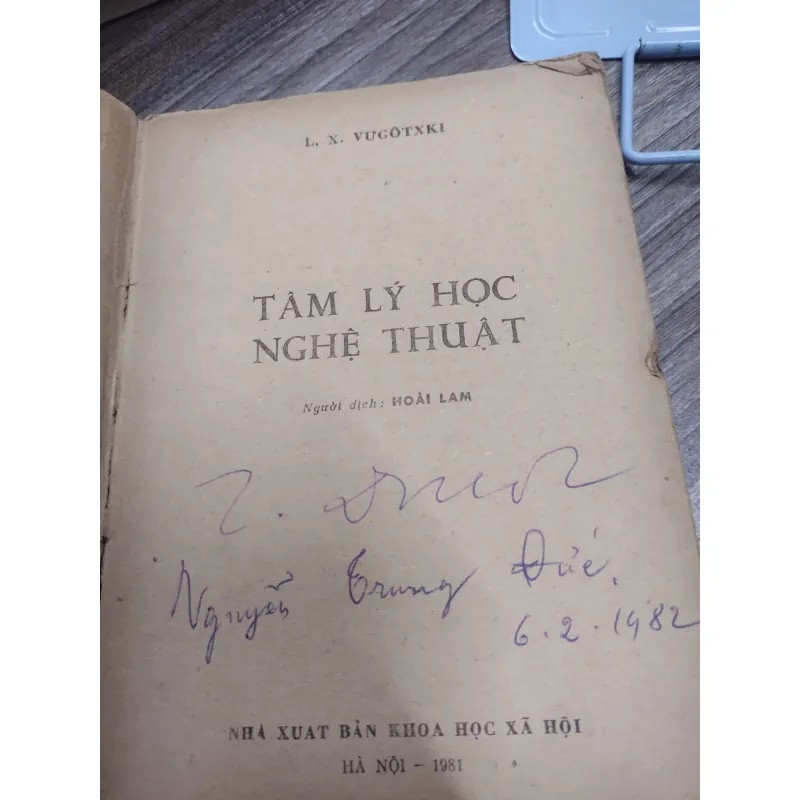 L. X. VƯGÔTXKI
TÂM LÝ HỌC
NGHỆ THUẬT
Người dịch: HOÀI LAM
Nguyễn Trung Đức.
6.2.1982
NHÀ XUAT BẢN KHOA HỌC XÃ HỘI
HÀ NỘI - 1981